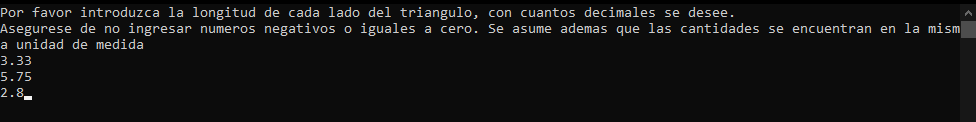 Por favor introduzca la longitud de cada lado del triangulo, con cuantos decimales se desee.
Asegurese de no ingresar numeros negativos o iguales a cero. Se asume ademas que las cantidades se encuentran en la mism
a unidad de medida
3.33
5.75
2.8